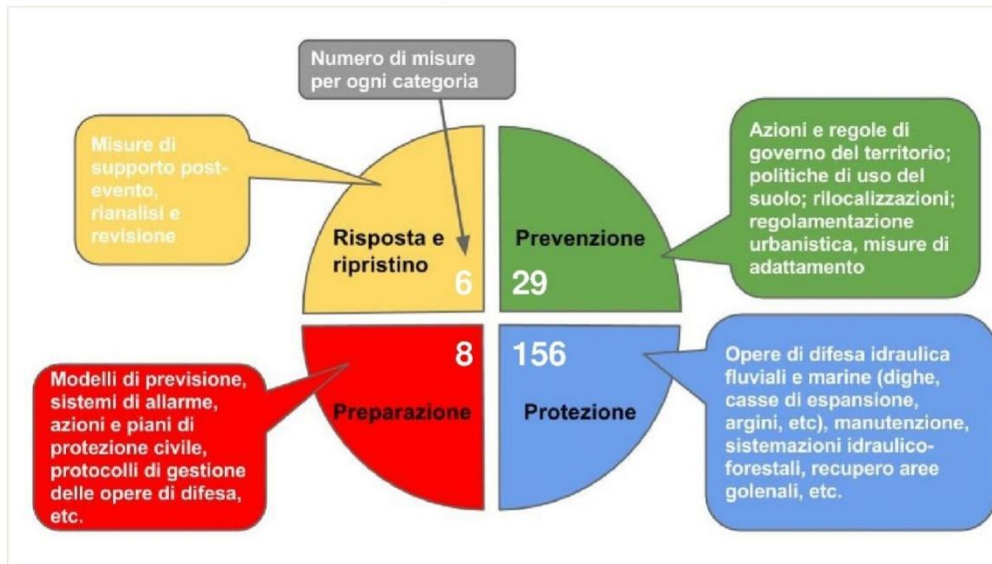 Numero di misure
per ogni categoria
Misure di
supporto post-
evento,
rianalisi e
revisione
Risposta e
ripristino
6
Prevenzione
29
Azioni e regole di
governo del territorio;
politiche di uso del
suolo; rilocalizzazioni;
regolamentazione
urbanistica, misure di
adattamento
Modelli di previsione,
sistemi di allarme,
azioni e piani di
protezione civile,
protocolli di gestione
delle opere di difesa,
etc.
8
Preparazione
156
Protezione
Opere di difesa idraulica
fluviali e marine (dighe,
casse di espansione,
argini, etc), manutenzione,
sistemazioni idraulico-
forestali, recupero aree
golenali, etc.